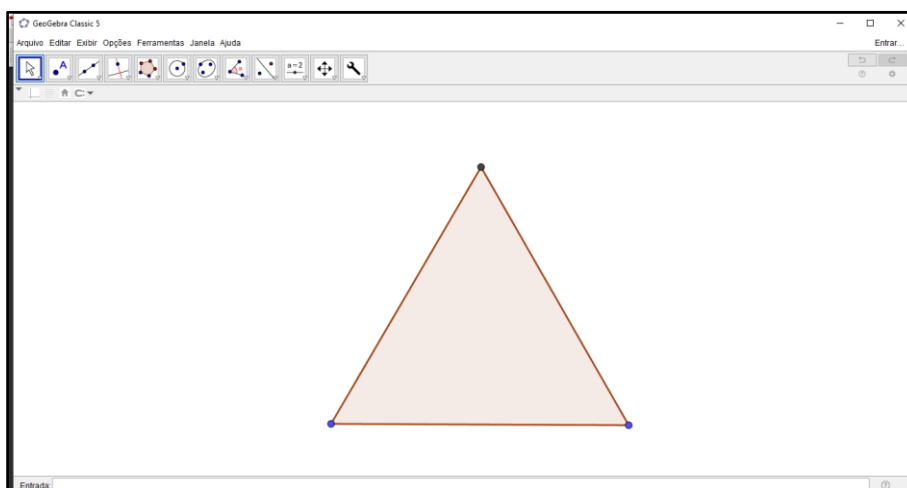 GeoGebra Classic 5
Arquivo Editar Exibir Opções Ferramentas Janela Ajuda
Entrar...
A
a=2
Entrada: